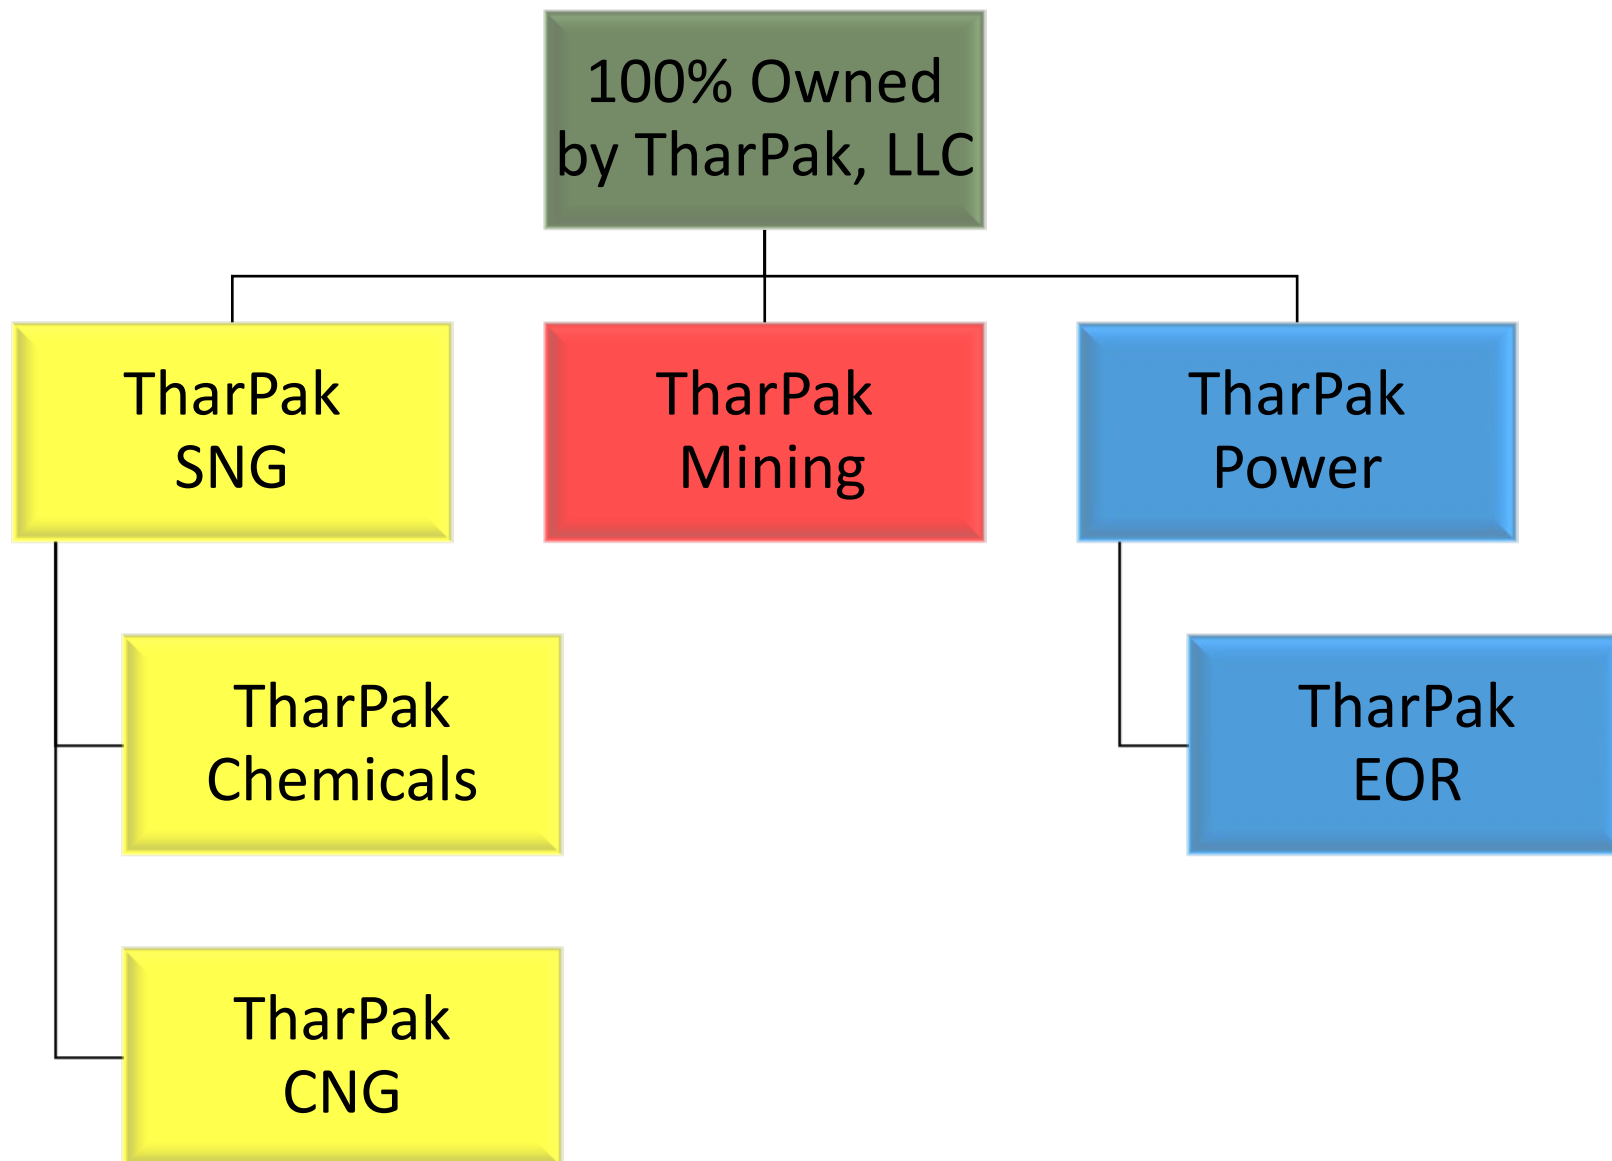 100% Owned
by TharPak, LLC
TharPak
SNG
TharPak
Mining
TharPak
Power
TharPak
Chemicals
TharPak
EOR
TharPak
CNG